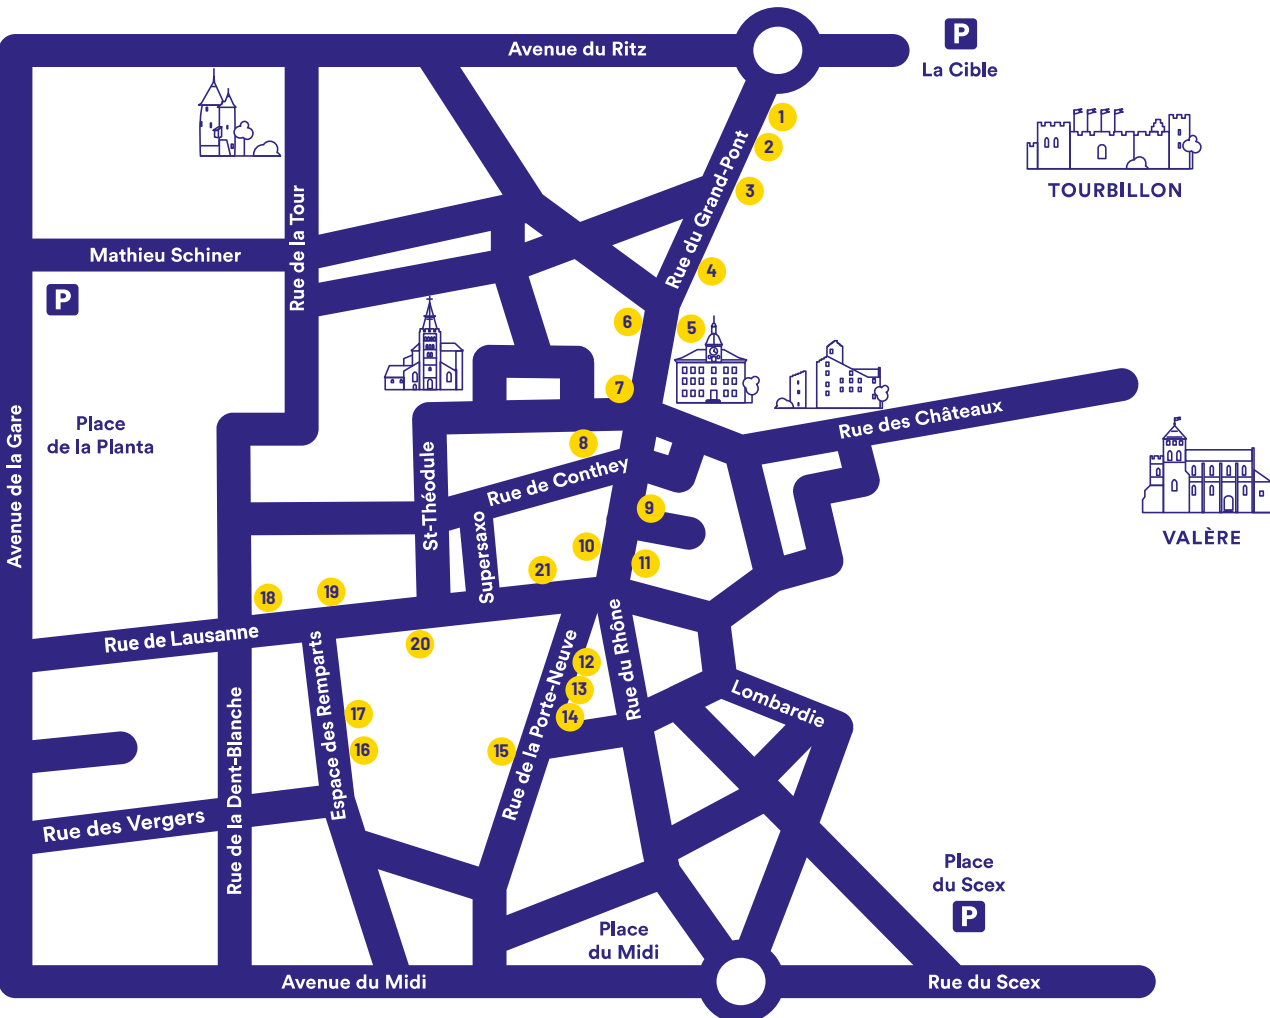 Avenue du Ritz
P
La Cible
1
2
TOURBILLON
3
Rue du Grand-Pont
Rue de la Tour
Mathieu Schiner
4
P
6
5
7
Rue des Châteaux
Place
de la Planta
Avenue de la Gare
8
Rue de Conthey
St-Théodule
Supersaxo
9
VALÈRE
10
11
21
18
19
Rue de Lausanne
20
12
13
14
15
Rue du Rhône
Rue de la Porte-Neuve
Lombardie
17
16
Espace des Remparts
Rue de la Dent-Blanche
Rue des Vergers
Place
du Scex
P
Place
du Midi
Avenue du Midi
Rue du Scex